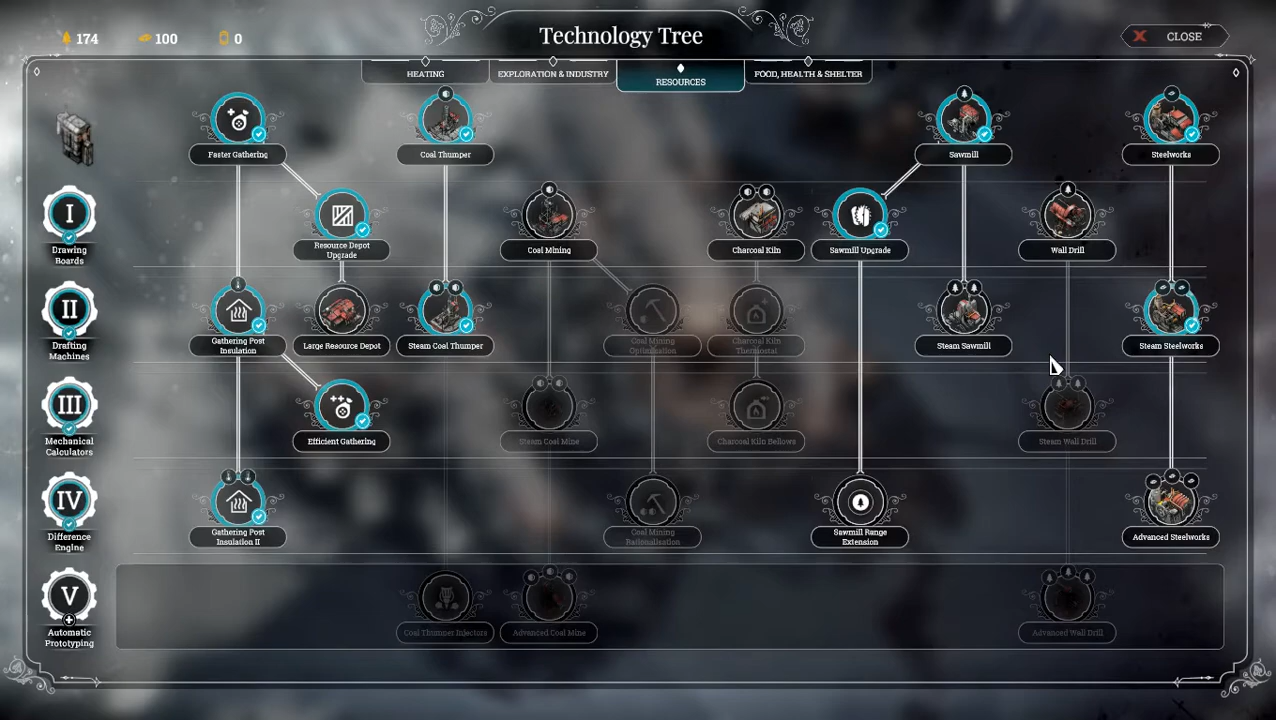 174 100 0
Technology Tree
CLOSE
HEATING
EXPLORATION & INDUSTRY
RESOURCES
FOOD, HEALTH & SHELTER
Faster Gathering
Coal Thumper
Sawmill
Steelworks
I
Drawing
Boards
Resource Depot
Upgrade
Coal Mining
Charcoal Kiln
Sawmill Upgrade
Wall Drill
II
Drafting
Machines
Gathering Post
Insulation
Large Resource Depot
Steam Coal Thumper
Coal Mining
Optimization
Charcoal Kiln
Thermostat
Steam Sawmill
Steam Steelworks
III
Mechanical
Calculators
Efficient Gathering
Steam Coal Mine
Charcoal Kiln Bellows
Steam Wall Drill
IV
Difference
Engine
Gathering Post
Insulation II
Coal Mining
Rationalisation
Sawmill Range
Extension
Advanced Steelworks
V
Automatic
Prototyping
Coal Thumper Injectors
Advanced Coal Mine
Advanced Wall Drill